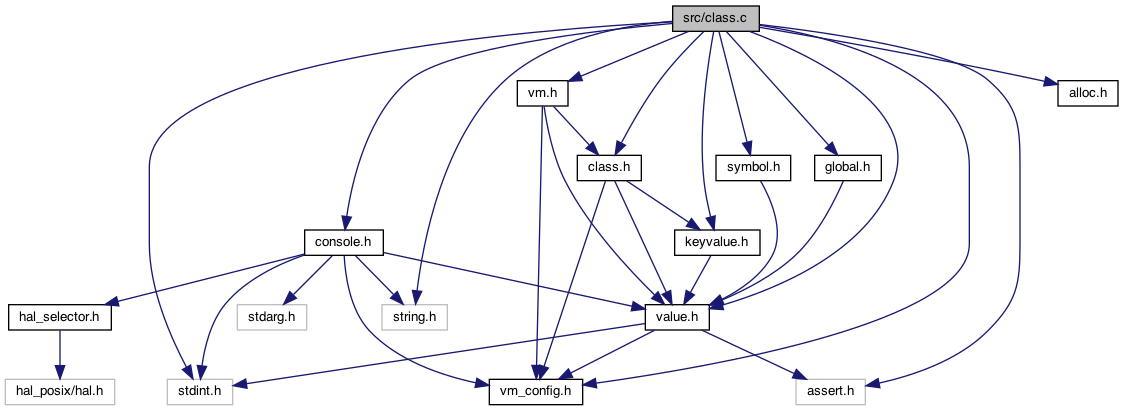 src/class.c
vm.h
alloc.h
class.h
symbol.h
global.h
console.h
keyvalue.h
hal_selector.h
stdarg.h
string.h
value.h
hal_posix/hal.h
stdint.h
vm_config.h
assert.h